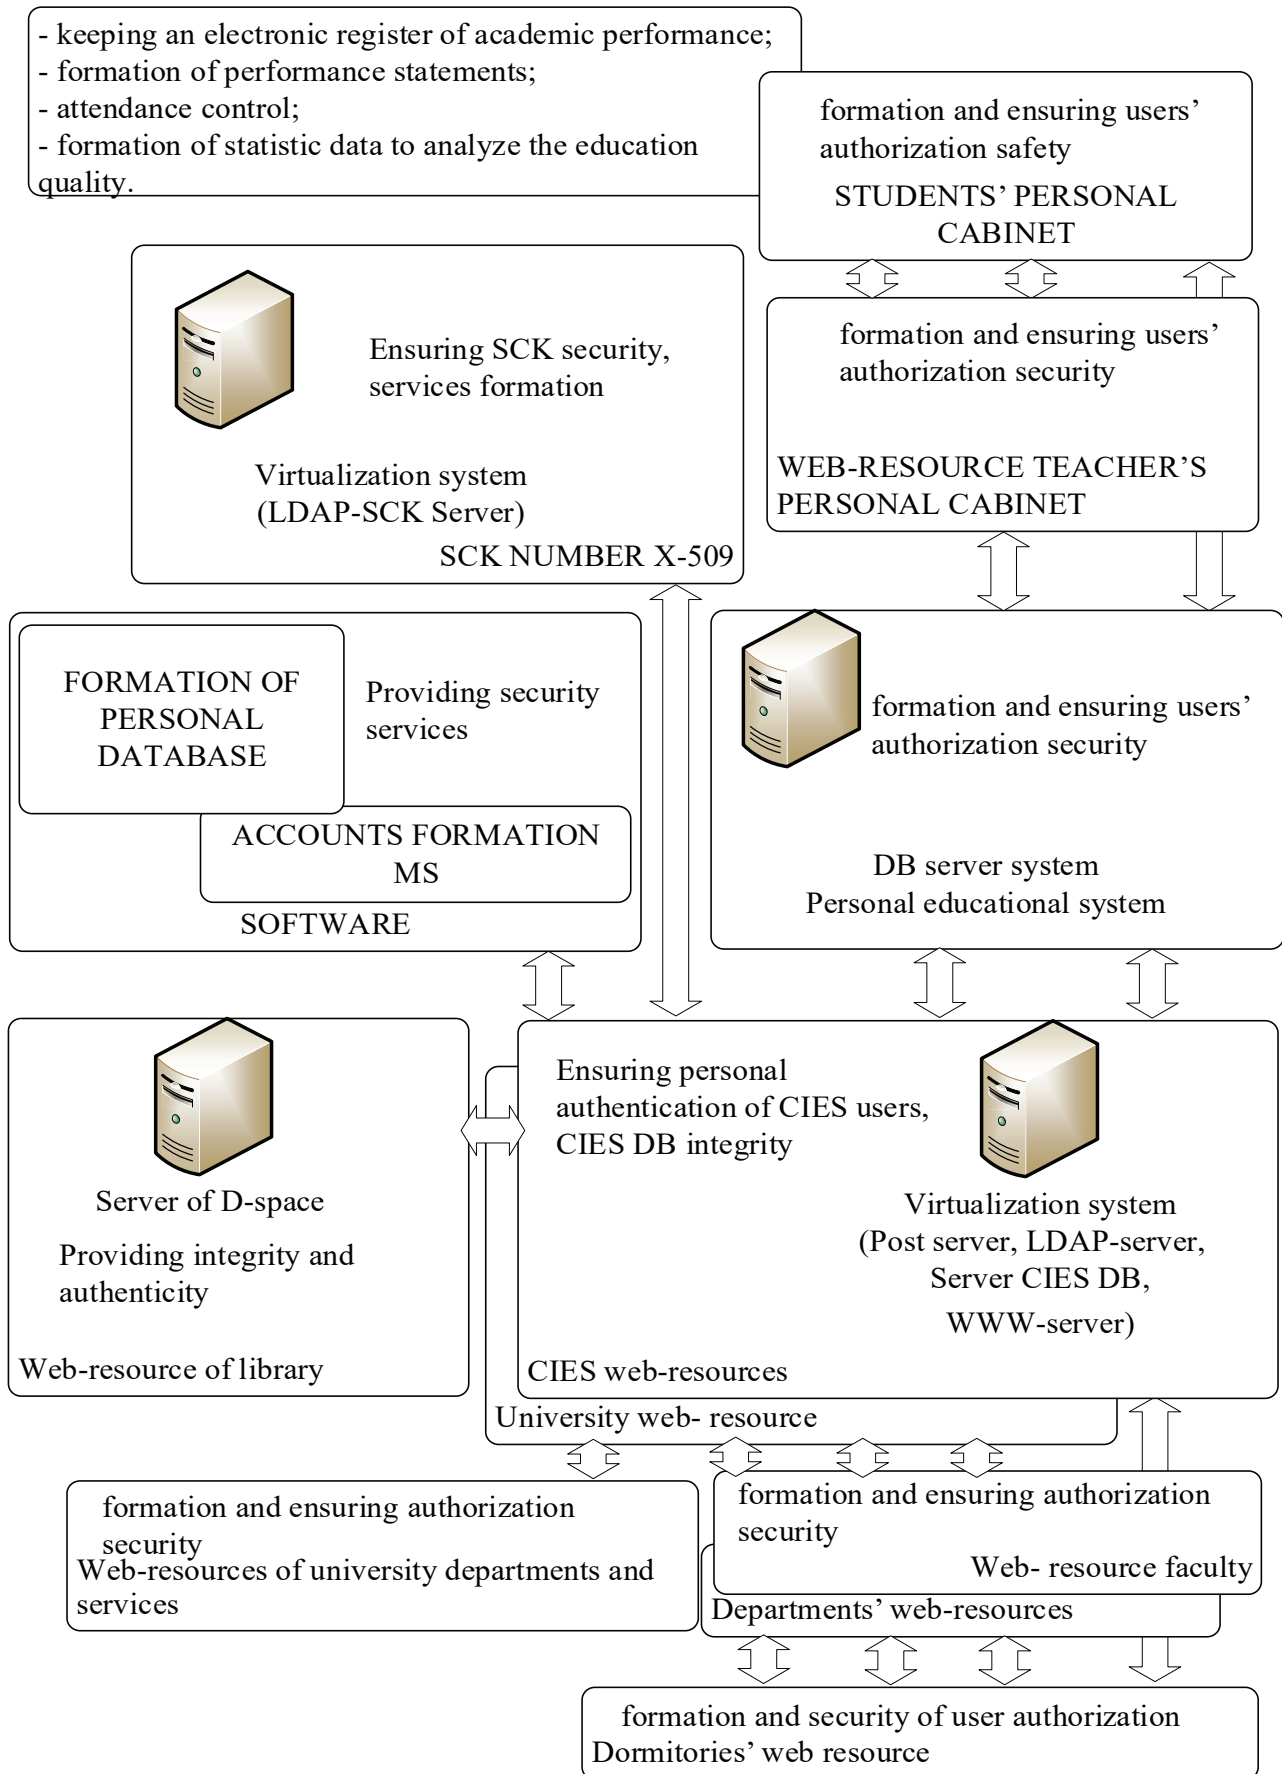 - keeping an electronic register of academic performance;
- formation of performance statements;
- attendance control;
- formation of statistic data to analyze the education
quality.
formation and ensuring users’
authorization safety
STUDENTS’ PERSONAL
CABINET
Ensuring SCK security,
services formation
Virtualization system
(LDAP-SCK Server)
SCK NUMBER X-509
formation and ensuring users’
authorization security
WEB-RESOURCE TEACHER’S
PERSONAL CABINET
FORMATION OF
PERSONAL
DATABASE
Providing security
services
ACCOUNTS FORMATION
MS
SOFTWARE
formation and ensuring users’
authorization security
DB server system
Personal educational system
Server of D-space
Providing integrity and
authenticity
Web-resource of library
Ensuring personal
authentication of CIES users,
CIES DB integrity
Virtualization system
(Post server, LDAP-server,
Server CIES DB,
WWW-server)
CIES web-resources
University web- resource
formation and ensuring authorization
security
Web-resources of university departments and
services
formation and ensuring authorization
security
Web- resource faculty
Departments’ web-resources
formation and security of user authorization
Dormitories’ web resource